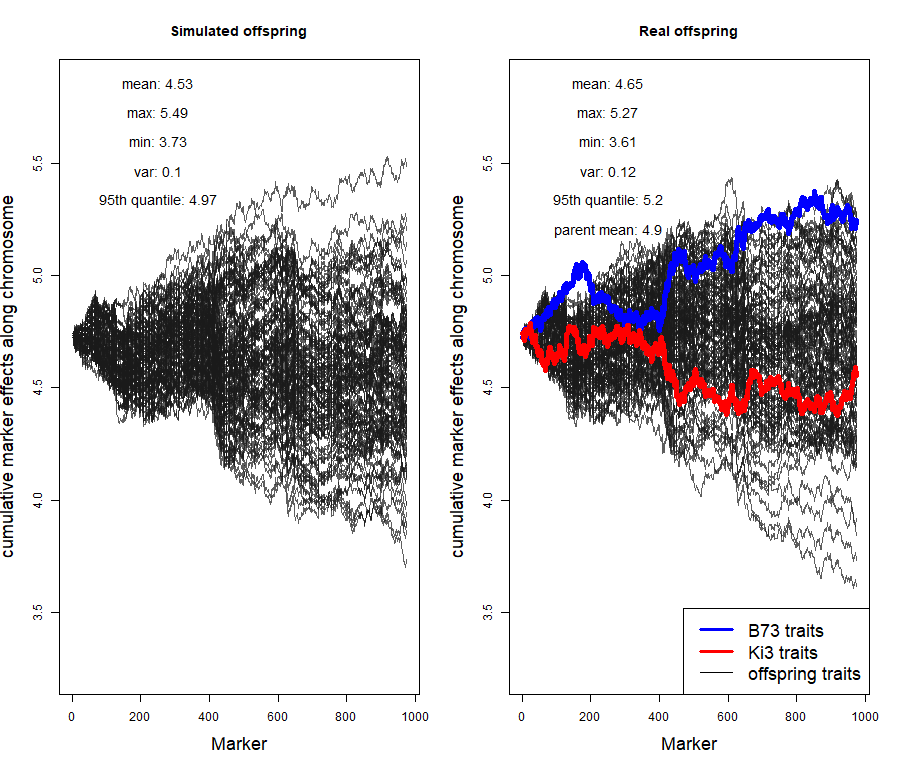 Simulated offspring
mean: 4.53
max: 5.49
min: 3.73
var: 0.1
95th quantile: 4.97
5.5
5.0
4.5
4.0
3.5
cumulative marker effects along chromosome
0 200 400 600 800 1000
Marker
Real offspring
mean: 4.65
max: 5.27
min: 3.61
var: 0.12
95th quantile: 5.2
parent mean: 4.9
5.5
5.0
4.5
4.0
3.5
cumulative marker effects along chromosome
B73 traits
Ki3 traits
offspring traits
0 200 400 600 800 1000
Marker